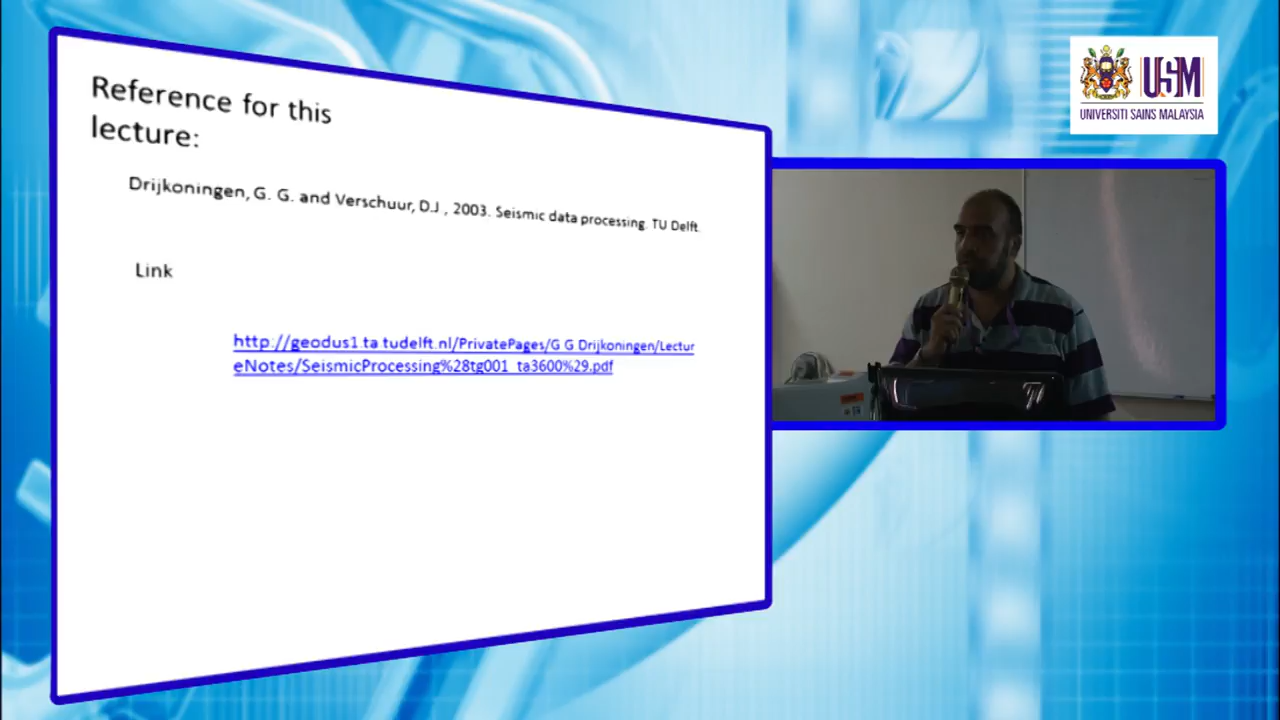 Reference for this
lecture:
Drijkoningen, G. G. and Verschuur, D.J , 2003. Seismic data processing. TU Delft.
Link
http://geodus1.ta.tudelft.nl/PrivatePages/G_G_Drijkoningen/Lectur
eNotes/SeismicProcessing%28tg001_ta3600%29.pdf
USM
UNIVERSITI SAINS MALAYSIA